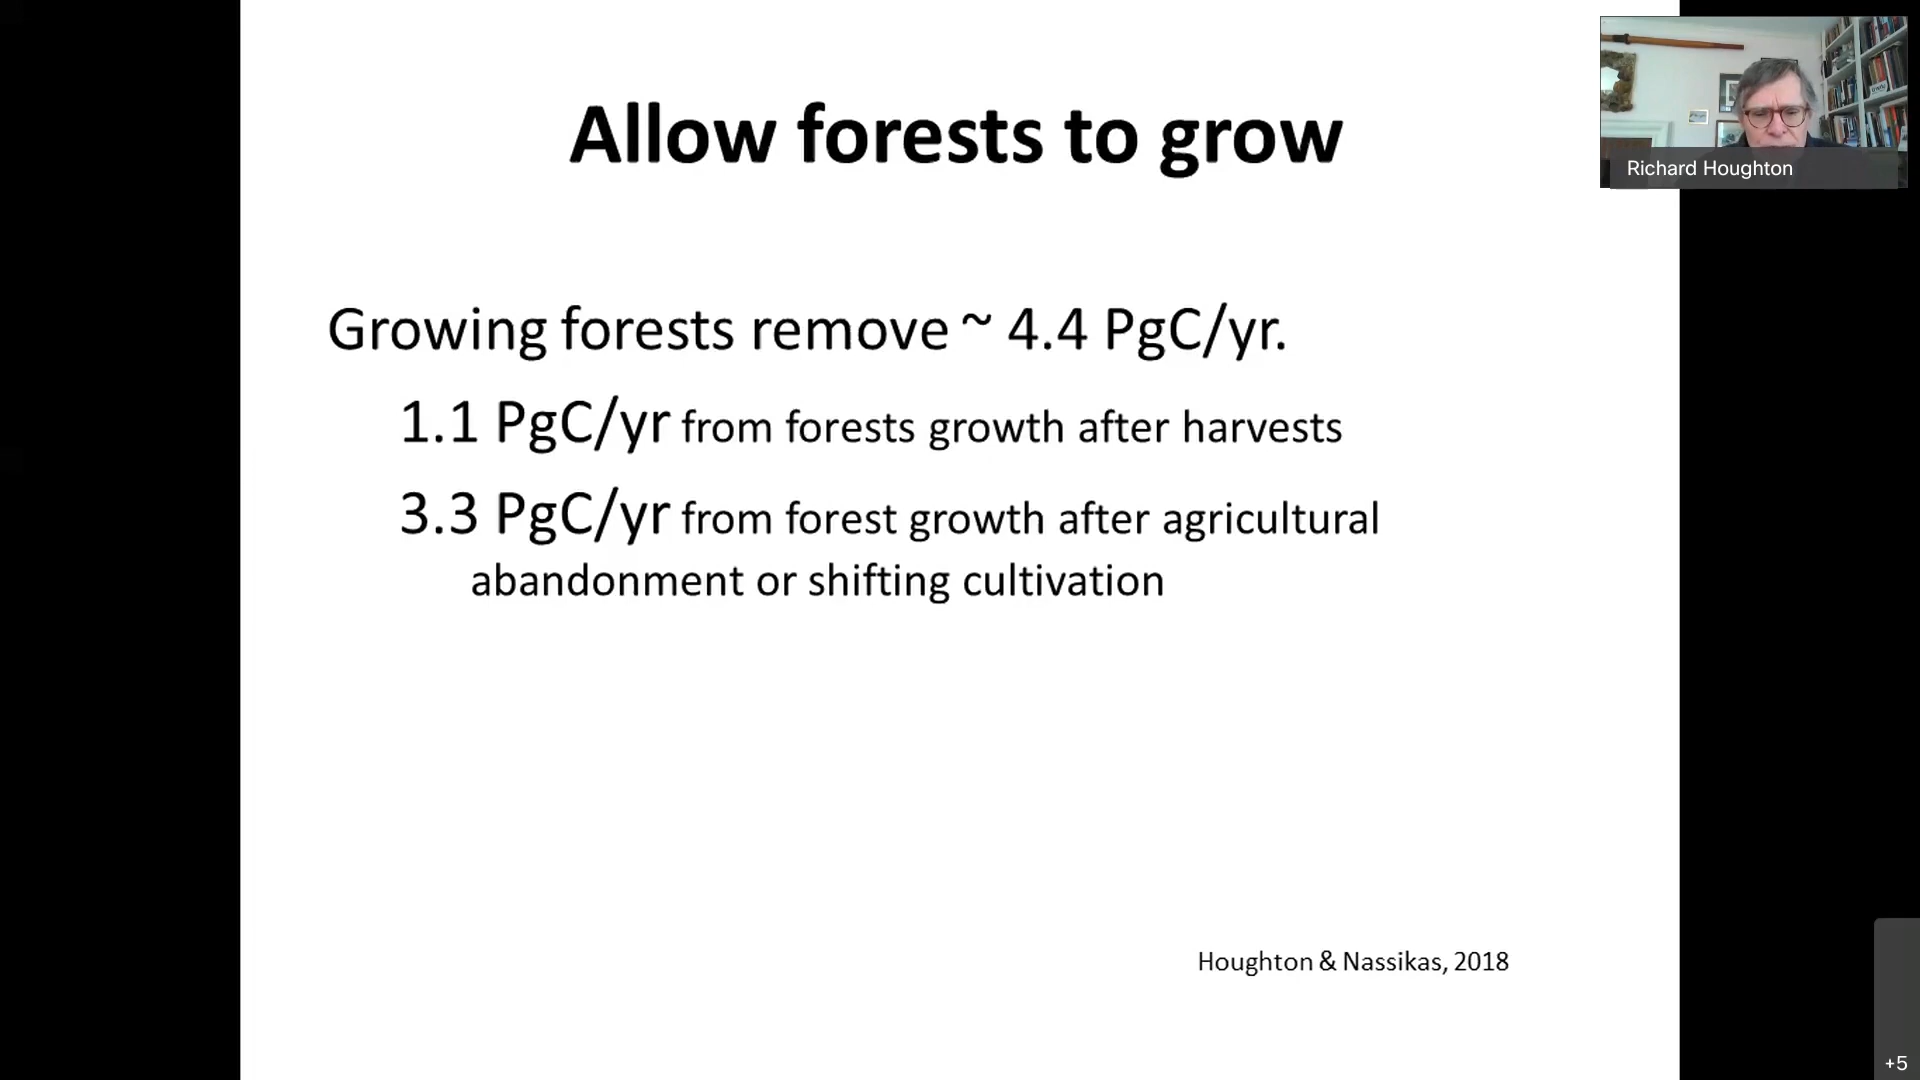 Allow forests to grow
Richard Houghton
Growing forests remove ~ 4.4 PgC/yr.
1.1 PgC/yr from forests growth after harvests
3.3 PgC/yr from forest growth after agricultural
abandonment or shifting cultivation
Houghton & Nassikas, 2018
+5